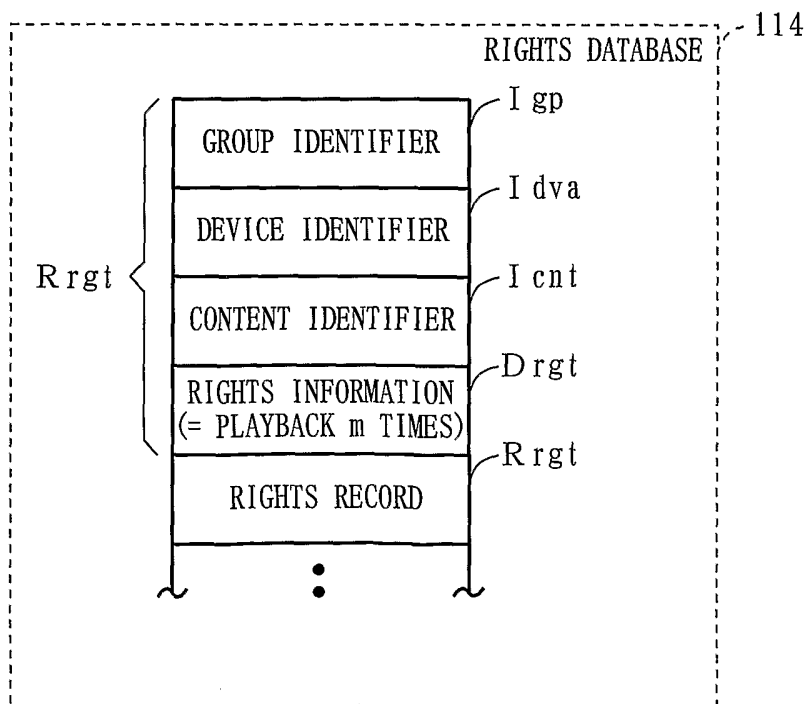 114
RIGHTS DATABASE
I gp
GROUP IDENTIFIER
I dva
DEVICE IDENTIFIER
Rrgt
I cnt
CONTENT IDENTIFIER
Drgt
RIGHTS INFORMATION
(= PLAYBACK m TIMES)
Rrgt
RIGHTS RECORD